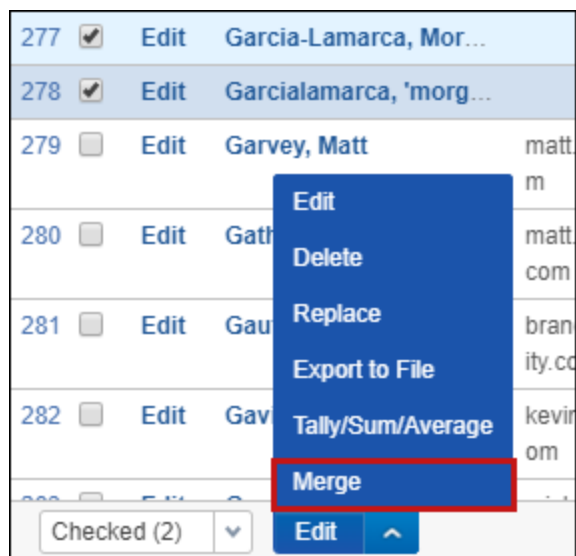 277 Edit Garcia-Lamarca, Mor...
278 Edit Garcialamarca, 'morg...
279 Edit Garvey, Matt matt.
m
Edit
280 Edit Gath matt.
com
Delete
Replace
281 Edit Gau bran
ity.co
Export to File
282 Edit Gavi kevin
om
Tally/Sum/Average
Merge
Checked (2) Edit